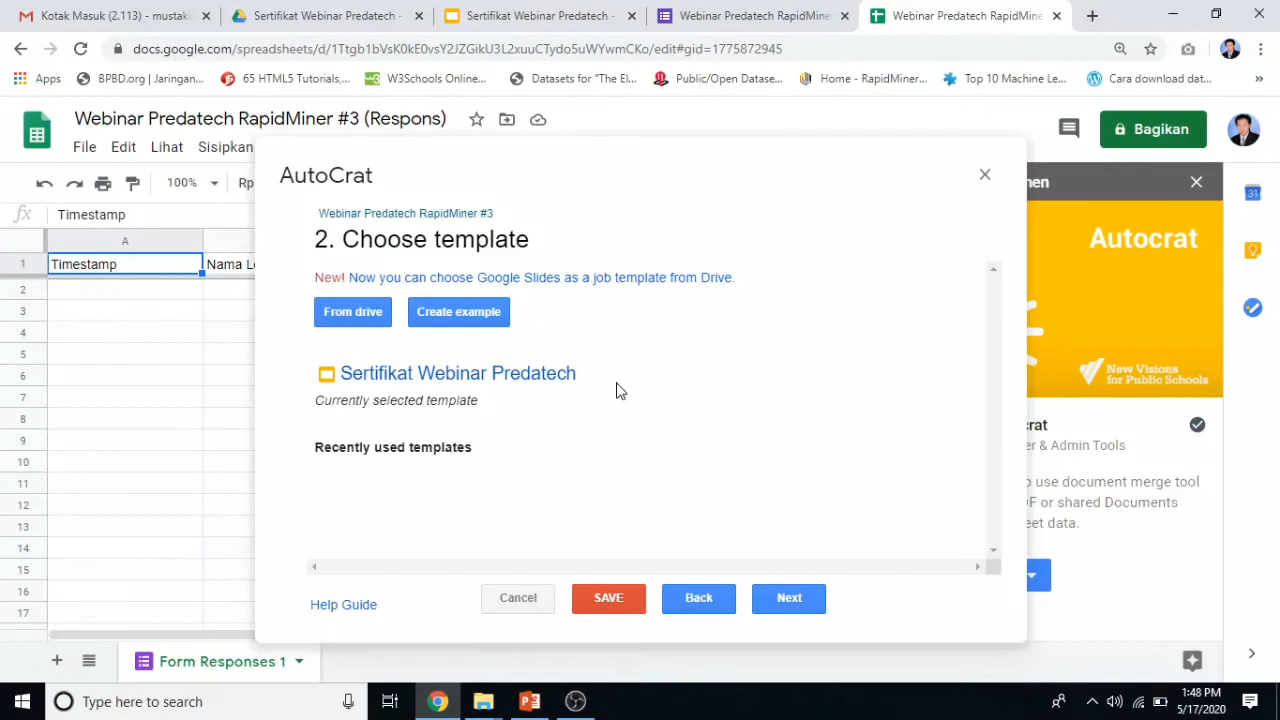 Kotak Masuk (2.113) - mustak
Sertifikat Webinar Predatech
Sertifikat Webinar Predatech -
Webinar Predatech RapidMiner
Webinar Predatech RapidMiner
docs.google.com/spreadsheets/d/1Ttgb1bVsK0kE0vsY2JZGikU3L2xuuCTydo5uWYwmCKo/edit#gid=1775872945
Apps
BPBD.org | Jaringan...
65 HTML5 Tutorials,...
W3Schools Online...
Datasets for "The El...
Public/Open Datase...
Home - RapidMiner...
Top 10 Machine Le...
Cara download dat...
Webinar Predatech RapidMiner #3 (Respons)
File Edit Lihat Sisipkan
Bagikan
100%
Rp
fx Timestamp
A
1 Timestamp Nama L
2
3
4
5
6
7
8
9
10
11
12
13
14
15
16
17
AutoCrat
Webinar Predatech RapidMiner #3
2. Choose template
New! Now you can choose Google Slides as a job template from Drive.
From drive
Create example
Sertifikat Webinar Predatech
Currently selected template
Recently used templates
Help Guide
Cancel
SAVE
Back
Next
nen
Autocrat
New Visions
for Public Schools
crat
er & Admin Tools
o use document merge tool
DF or shared Documents
eet data.
31
Form Responses 1
Type here to search
1:48 PM
5/17/2020